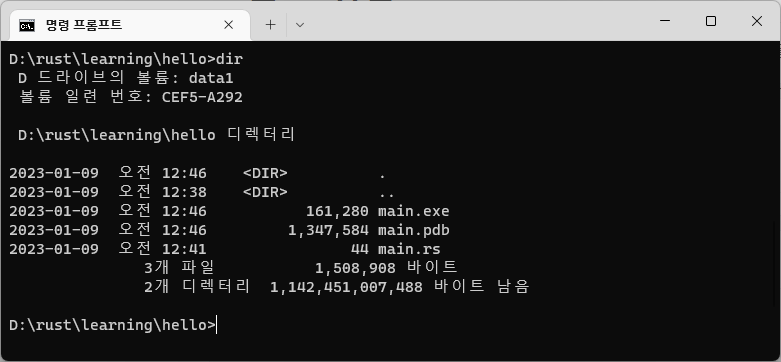 명령 프롬프트
D:\rust\learning\hello>dir
D 드라이브의 볼륨: data1
볼륨 일련 번호: CEF5-A292
D:\rust\learning\hello 디렉터리
2023-01-09  오전 12:46    <DIR>          .
2023-01-09  오전 12:38    <DIR>          ..
2023-01-09  오전 12:46           161,280 main.exe
2023-01-09  오전 12:46         1,347,584 main.pdb
2023-01-09  오전 12:41                44 main.rs
3개 파일           1,508,908 바이트
2개 디렉터리  1,142,451,007,488 바이트 남음
D:\rust\learning\hello>